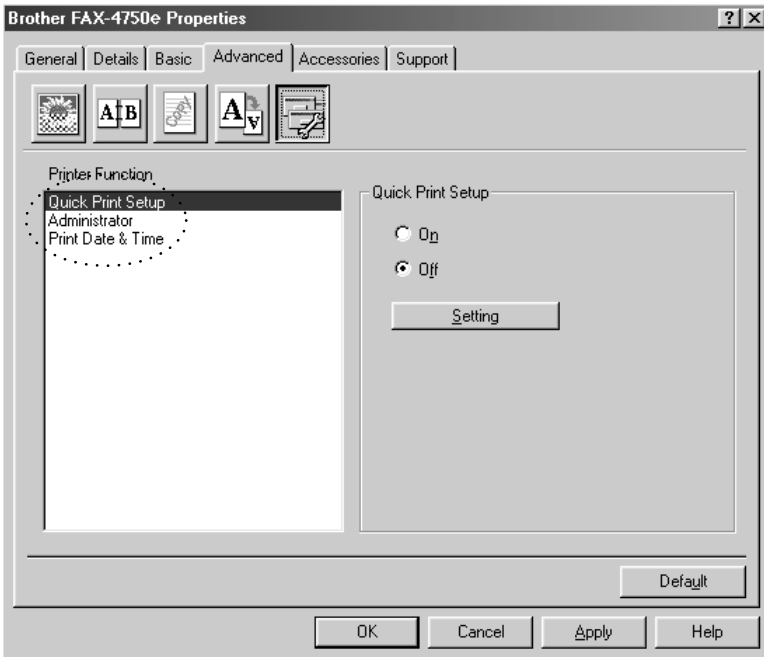 Brother FAX-4750e Properties
General Details Basic Advanced Accessories Support
A B
Copy
A A
Printer Function
Quick Print Setup
Administrator
Print Date & Time
Quick Print Setup
On
Off
Setting
Default
OK Cancel Apply Help